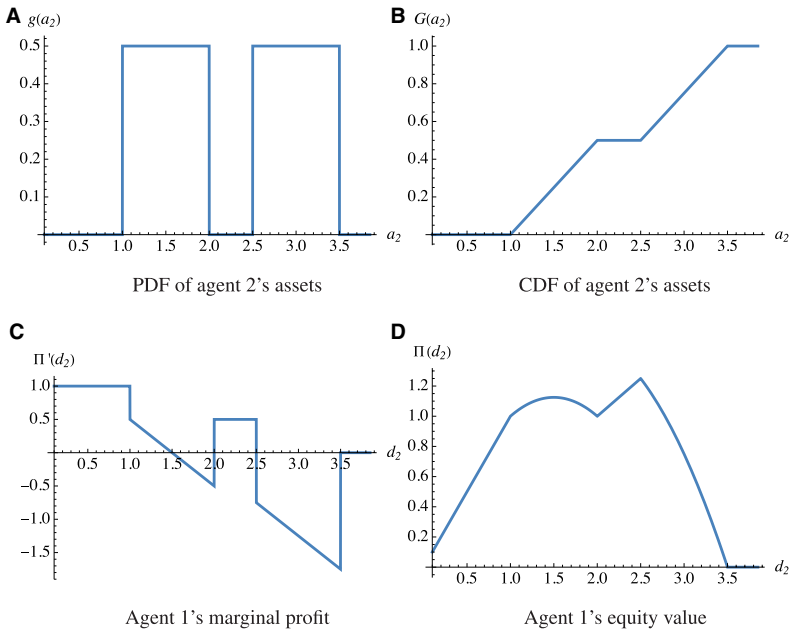 A g(a2)
0.5
0.4
0.3
0.2
0.1
0.5 1.0 1.5 2.0 2.5 3.0 3.5 a2
PDF of agent 2's assets
B G(a2)
1.0
0.8
0.6
0.4
0.2
0.5 1.0 1.5 2.0 2.5 3.0 3.5 a2
CDF of agent 2's assets
C
Π'(d2)
1.0
0.5
0.5 1.0 1.5 2.0 2.5 3.0 3.5 d2
−0.5
−1.0
−1.5
Agent 1's marginal profit
D
Π(d2)
1.2
1.0
0.8
0.6
0.4
0.2
0.5 1.0 1.5 2.0 2.5 3.0 3.5 d2
Agent 1's equity value